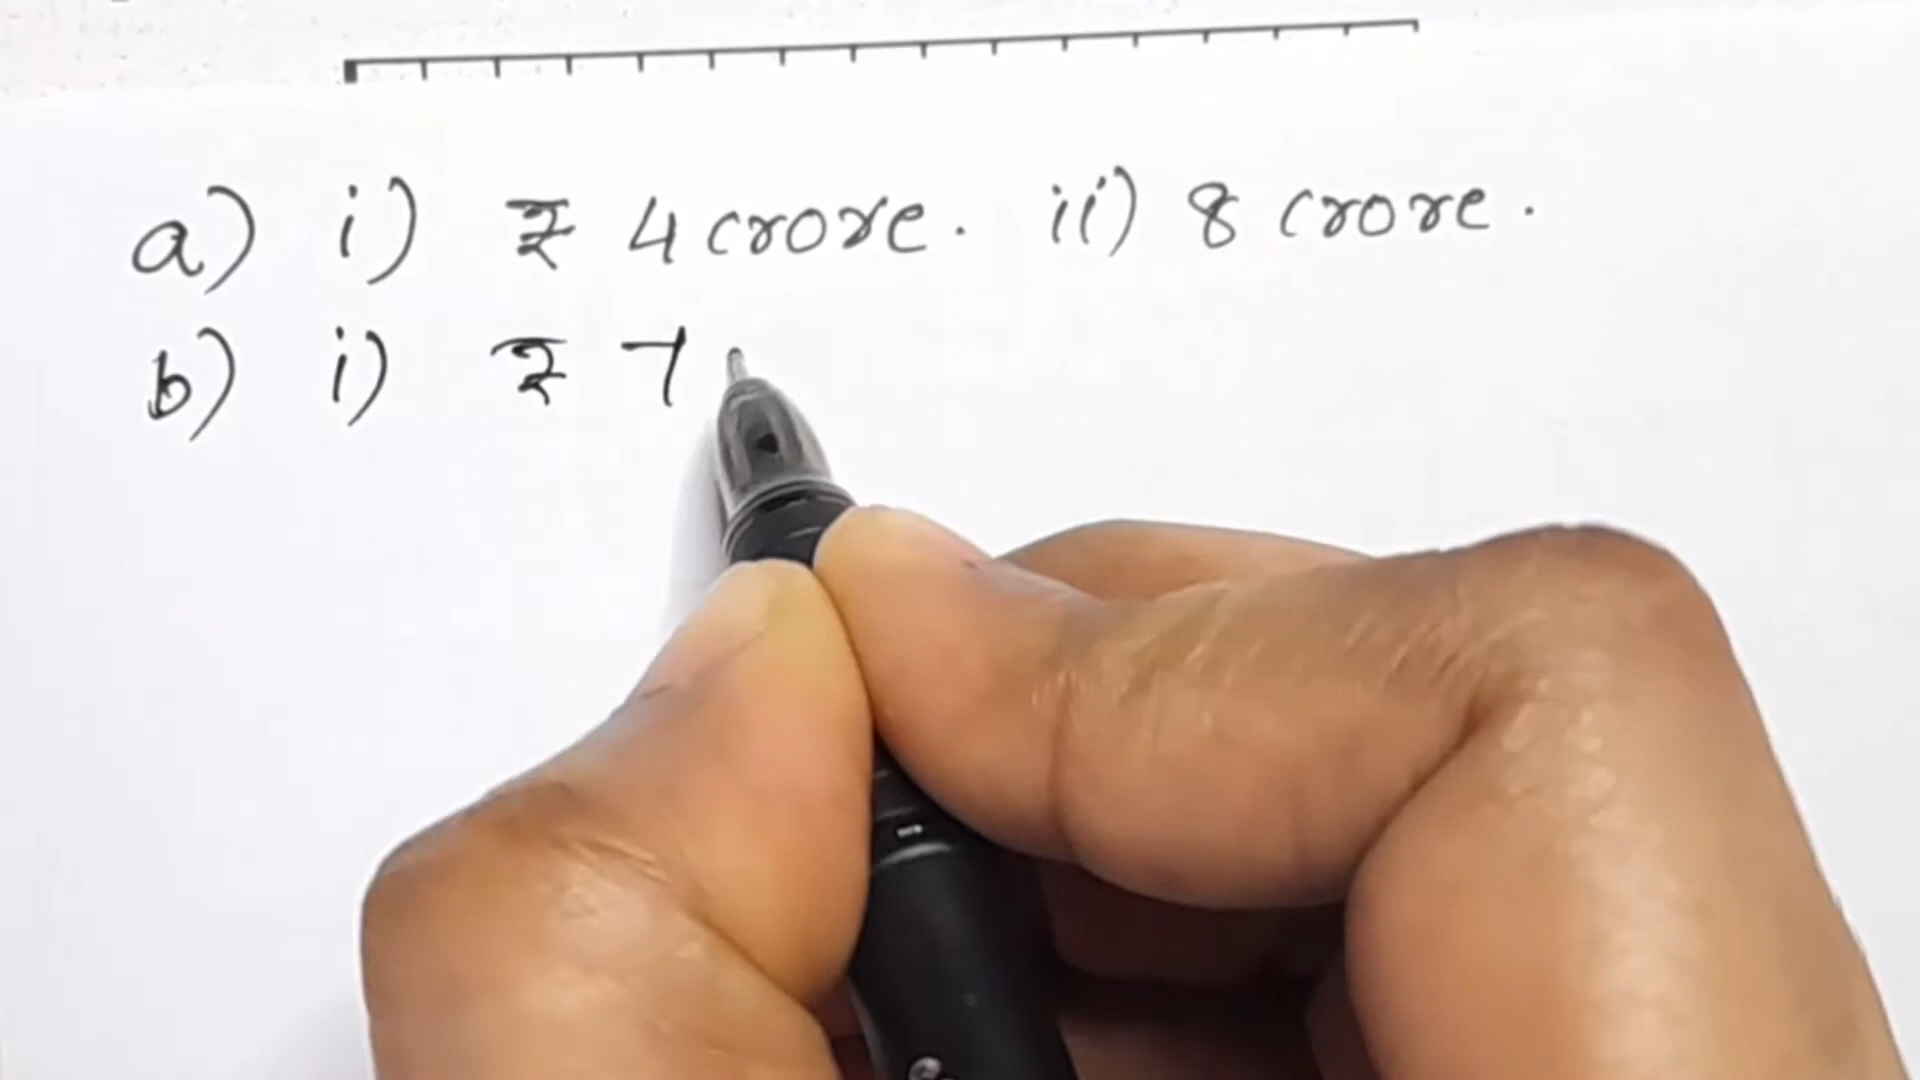 a) i) ₹ 4 crore. ii) 8 crore.
b) i) ₹ 7